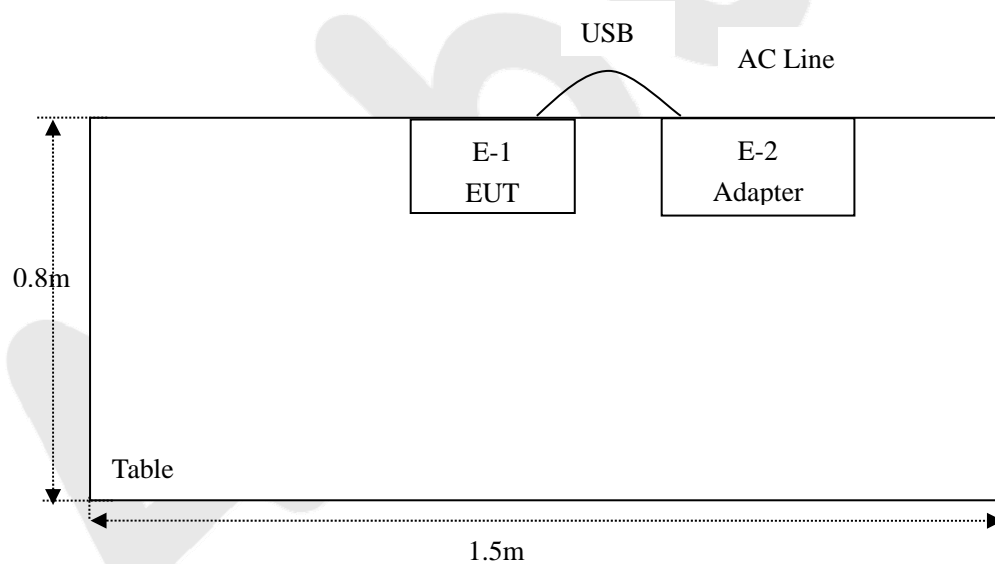 USB
AC Line
E-1
EUT
E-2
Adapter
0.8m
Table
1.5m